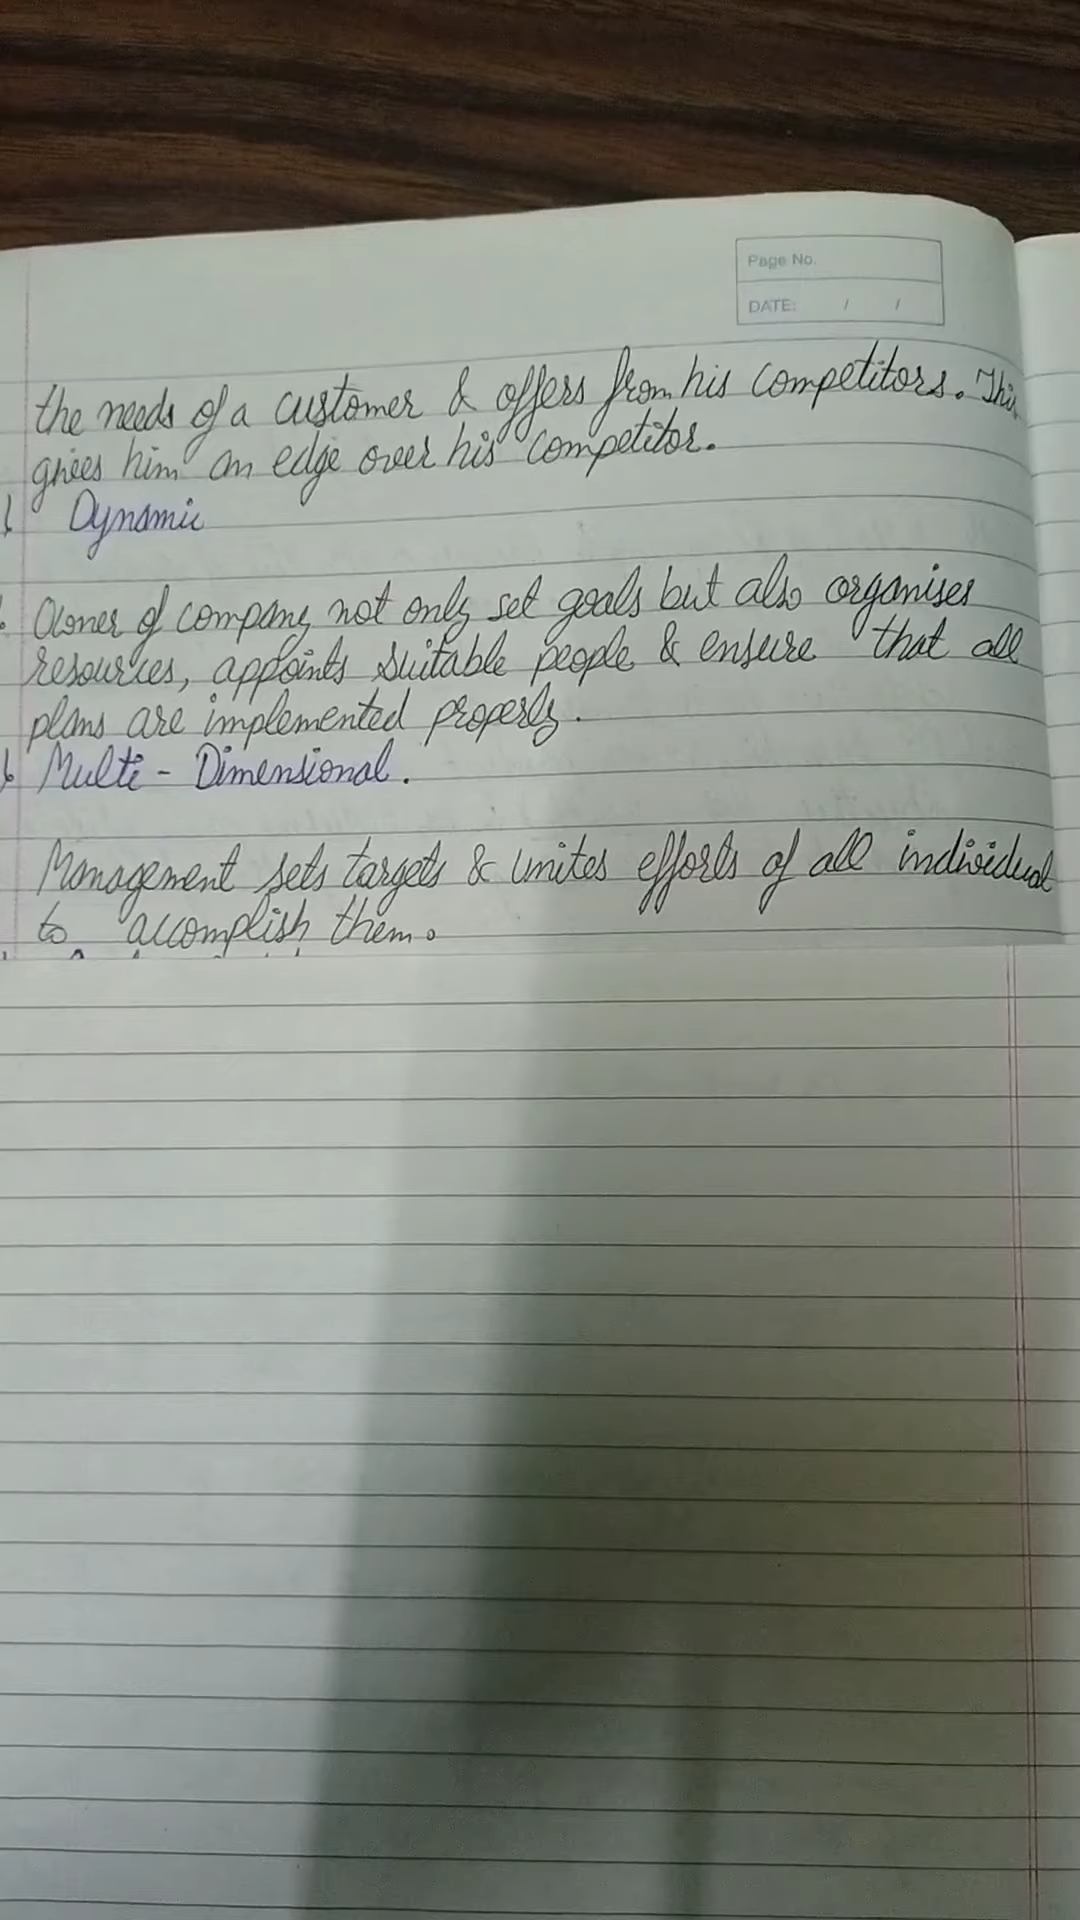 Page No.
DATE: / /
the needs of a customer & offers from his competitors. This
gives him an edge over his competitor.
Dynamic
Owner of company not only set goals but also organises
resources, appoints suitable people & ensure that all
plans are implemented properly.
Multi - Dimensional.
Management sets targets & unites efforts of all individual
to accomplish them.